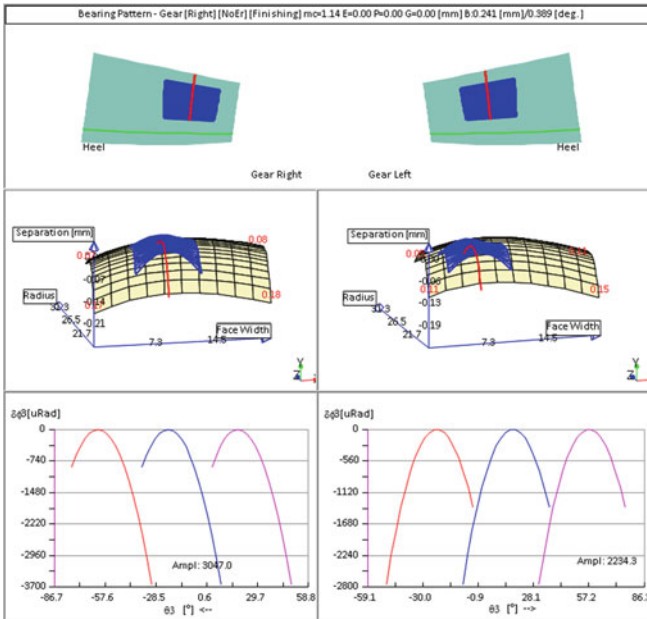 Bearing Pattern - Gear [Right] [NoEr] [Finishing] mc=1.14 E=0.00 P=0.00 G=0.00 [mm] B:0.241 [mm]/0.389 [deg.]
Heel
Heel
Gear Right
Gear Left
Separation [mm]
0.08
-0.07
-0.14
-0.21
0.18
Radius
26.5
21.7
7.3
14.5
Face Width
Separation [mm]
0.15
-0.13
-0.19
Radius
26.5
21.7
7.3
14.5
Face Width
δφ3[uRad]
0
-740
-1480
-2220
-2960
-3700
Ampl: 3047.0
-86.7
-57.6
-28.5
0.6
29.7
58.8
θ3 [°] <--
δφ3[uRad]
0
-560
-1120
-1680
-2240
-2800
Ampl: 2234.3
-59.1
-30.0
-0.9
28.1
57.2
86.3
θ3 [°] -->